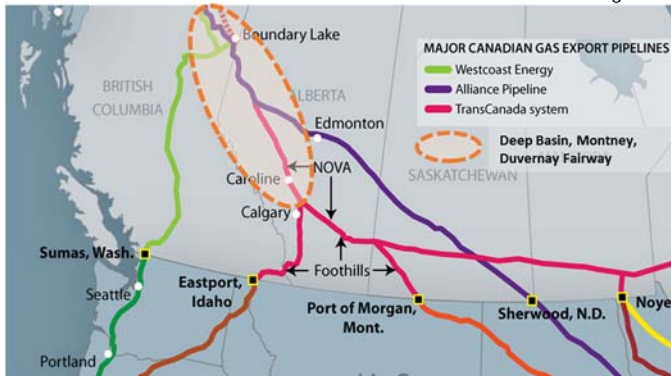 Boundary Lake
MAJOR CANADIAN GAS EXPORT PIPELINES
Westcoast Energy
Alliance Pipeline
TransCanada system
Deep Basin, Montney,
Duvernay Fairway
BRITISH
COLUMBIA
ALBERTA
Edmonton
NOVA
SASKATCHEWAN
Caroline
Calgary
Sumas, Wash.
Foothills
Eastport,
Idaho
Seattle
Port of Morgan,
Mont.
Sherwood, N.D.
Noye
Portland